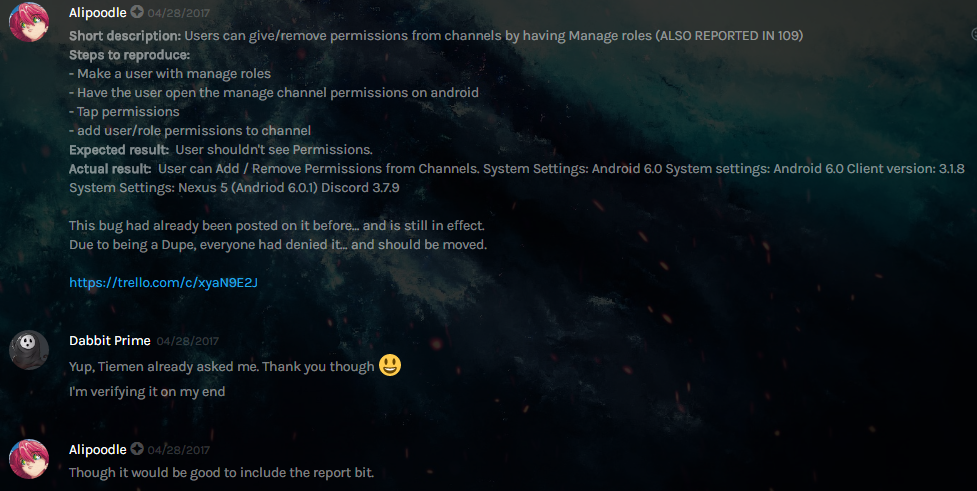 Alipoodle 04/28/2017
Short description: Users can give/remove permissions from channels by having Manage roles (ALSO REPORTED IN 109)
Steps to reproduce:
- Make a user with manage roles
- Have the user open the manage channel permissions on android
- Tap permissions
- add user/role permissions to channel
Expected result: User shouldn't see Permissions.
Actual result: User can Add / Remove Permissions from Channels. System Settings: Android 6.0 System settings: Android 6.0 Client version: 3.1.8
System Settings: Nexus 5 (Andriod 6.0.1) Discord 3.7.9
This bug had already been posted on it before... and is still in effect.
Due to being a Dupe, everyone had denied it... and should be moved.
https://trello.com/c/xyaN9E2J
Dabbit Prime 04/28/2017
Yup, Tiemen already asked me. Thank you though 😃
I'm verifying it on my end
Alipoodle 04/28/2017
Though it would be good to include the report bit.